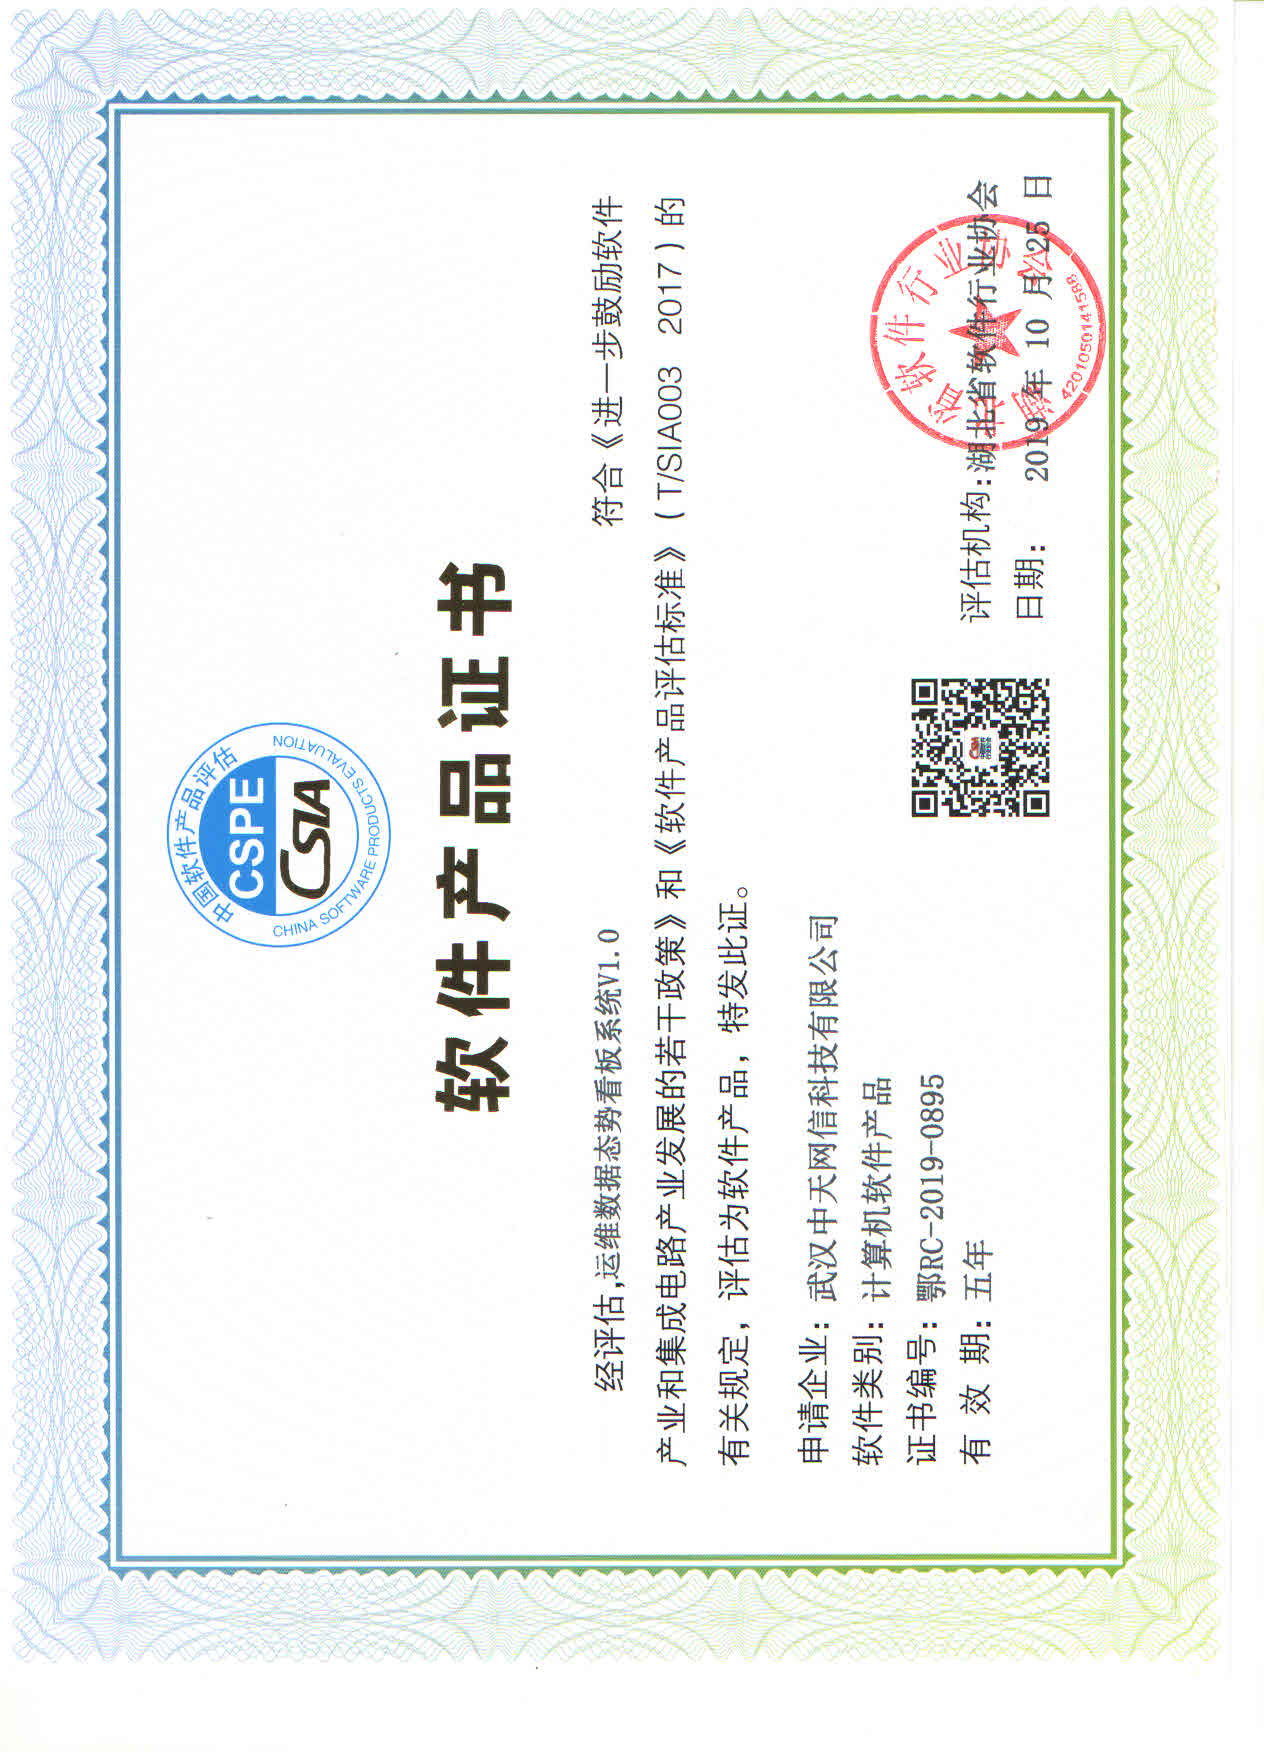 中国软件产品评估
CSPE
CSIA
CHINA SOFTWARE PRODUCTS EVALUATION
软件产品证书
经评估,运维数据态势看板系统V1.0 符合《进一步鼓励软件
产业和集成电路产业发展的若干政策》和《软件产品评估标准》（T/SIA003 2017）的
有关规定，评估为软件产品，特发此证。
申请企业：武汉中天网信科技有限公司
软件类别：计算机软件产品
证书编号：鄂RC-2019-0895
有 效 期：五年
评估机构:湖北省软件行业协会
日期： 2019 年 10 月 25 日
湖北省软件行业协会
4201050141588